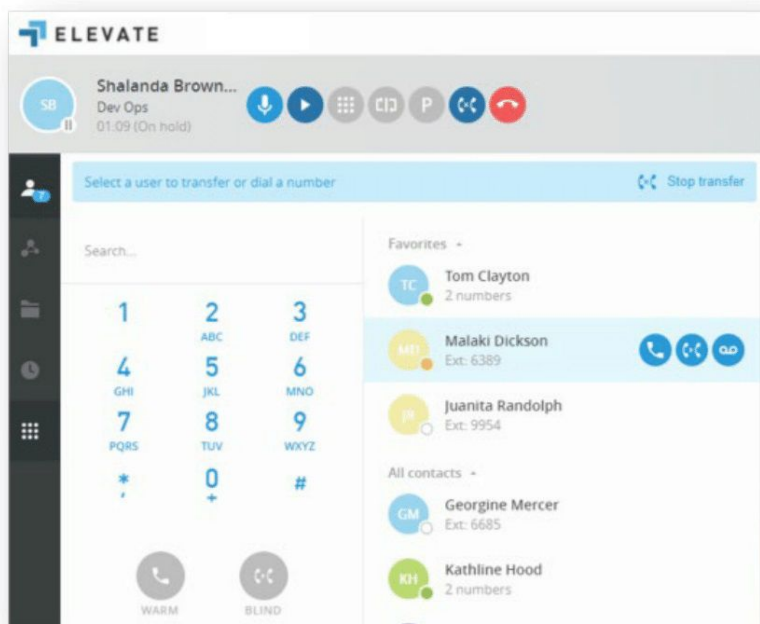 ELEVATE
SB
Shalanda Brown...
Dev Ops
01:09 (On hold)
P
7
Select a user to transfer or dial a number
Stop transfer
Search...
1
2
3
ABC
DEF
4
5
6
GHI
JKL
MNO
7
8
9
PQRS
TUV
WXYZ
*
0
#
,
+
WARM
BLIND
Favorites
TC
Tom Clayton
2 numbers
MD
Malaki Dickson
Ext: 6389
JR
Juanita Randolph
Ext: 9954
All contacts
GM
Georgine Mercer
Ext: 6685
KH
Kathline Hood
2 numbers